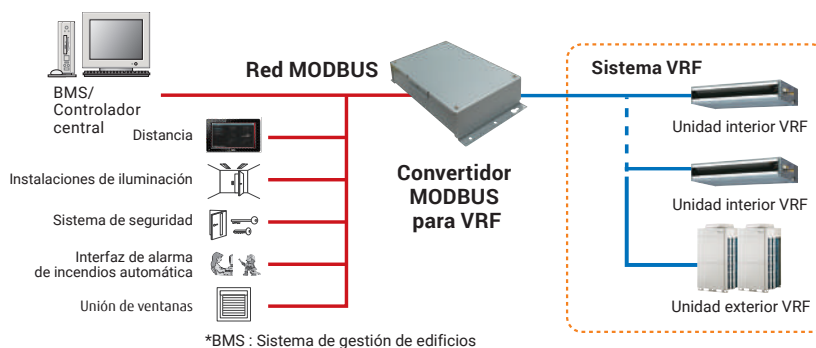 Red MODBUS
Sistema VRF
BMS/
Controlador
central
Distancia
Instalaciones de iluminación
Sistema de seguridad
Interfaz de alarma
de incendios automática
Unión de ventanas
Convertidor
MODBUS
para VRF
Unidad interior VRF
Unidad interior VRF
Unidad exterior VRF
*BMS : Sistema de gestión de edificios